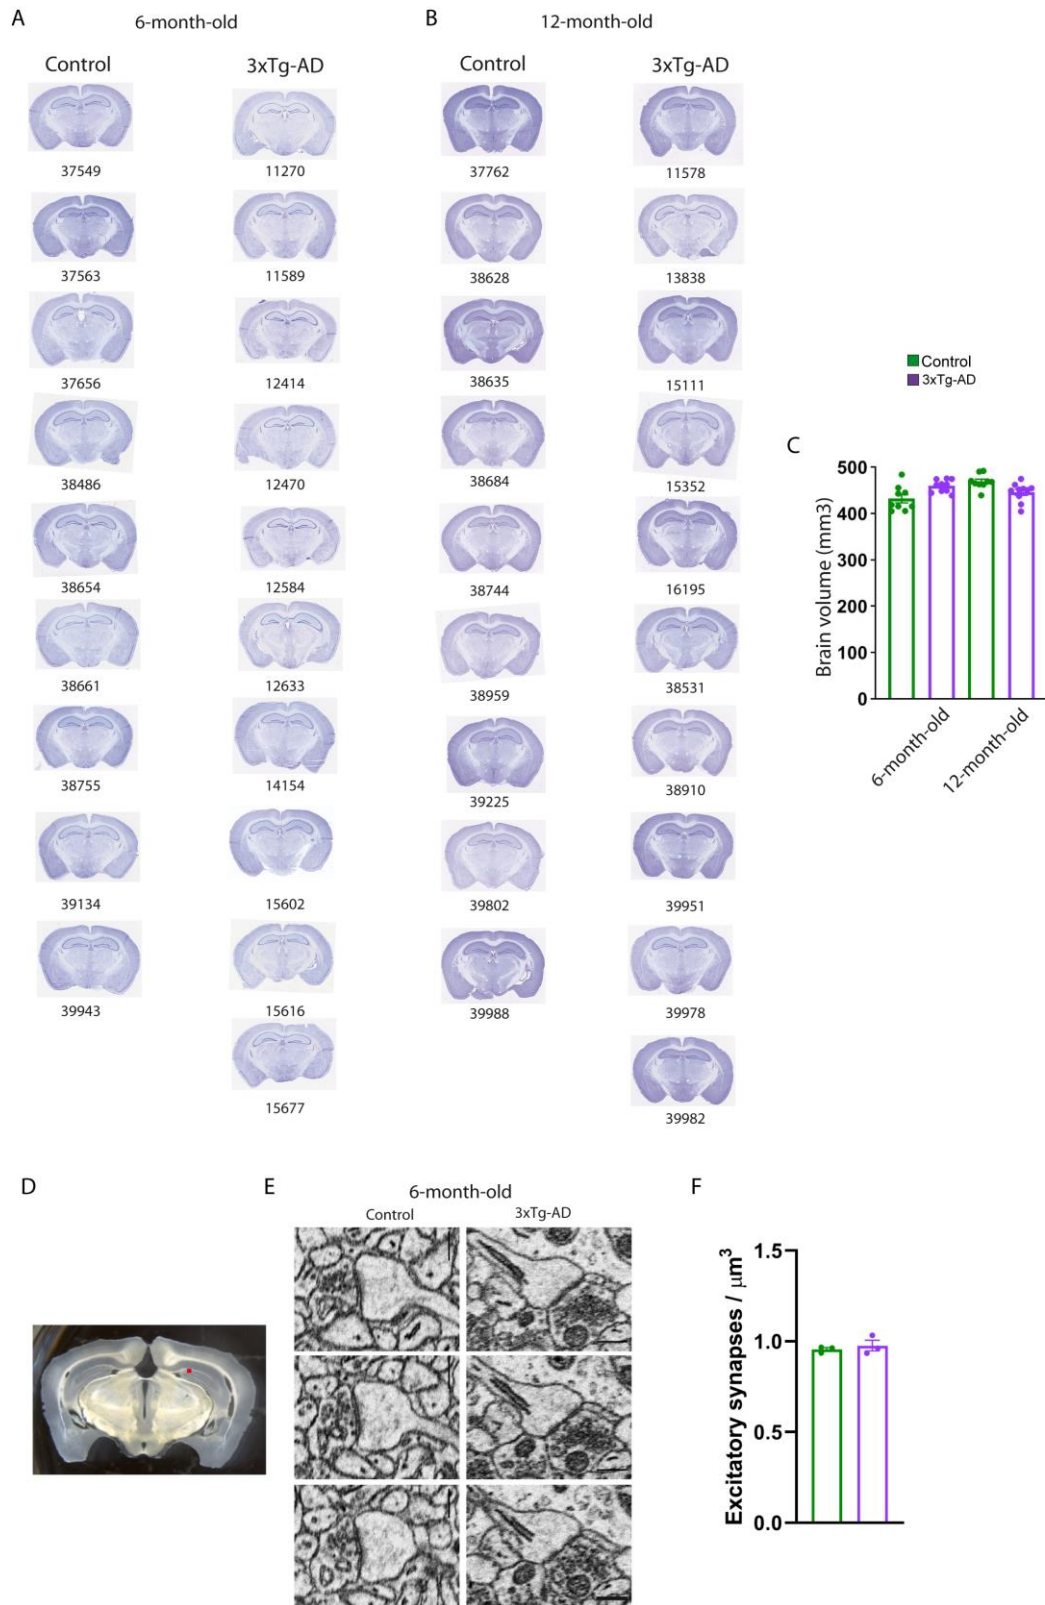 A
6-month-old
B
12-month-old
Control
3xTg-AD
Control
3xTg-AD
37549
11270
37762
11578
37563
11589
38628
13838
37656
12414
38635
15111
38486
12470
38684
15352
38654
12584
38744
16195
38661
12633
38959
38531
38755
14154
39225
38910
39134
15602
39802
39951
39943
15616
39988
39978
15677
39982
Control
3xTg-AD
C
Brain volume (mm3)
500
400
300
200
100
0
6-month-old
12-month-old
D
E
6-month-old
Control
3xTg-AD
F
Excitatory synapses / μm³
1.5
1.0
0.5
0.0